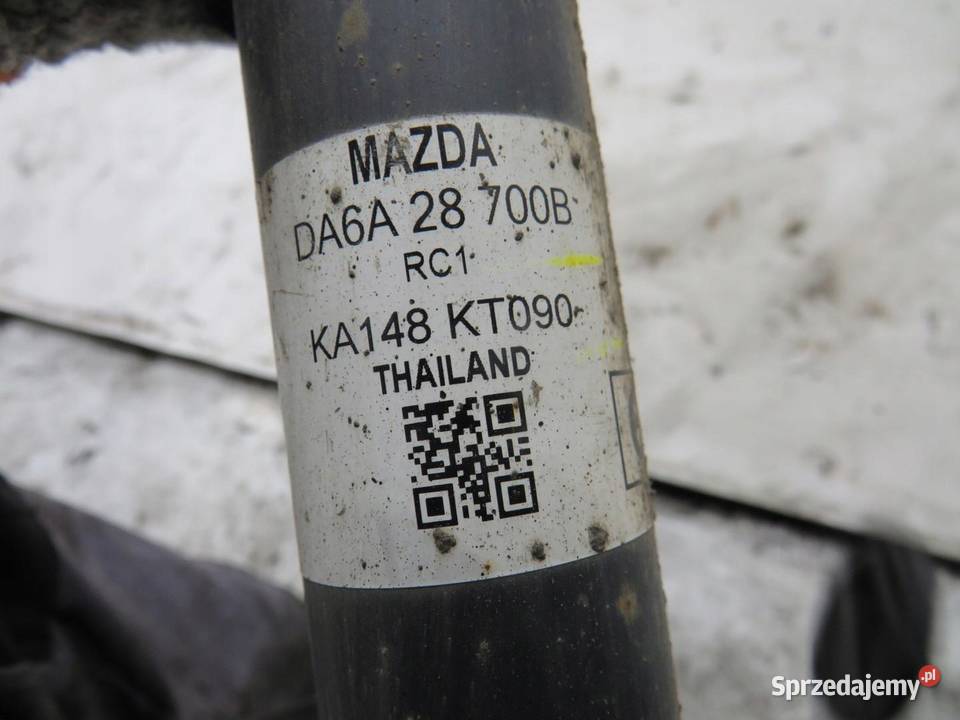 MAZDA
DA6A 28 700B
RC1
KA148 KT090
THAILAND
Sprzedajemy.pl